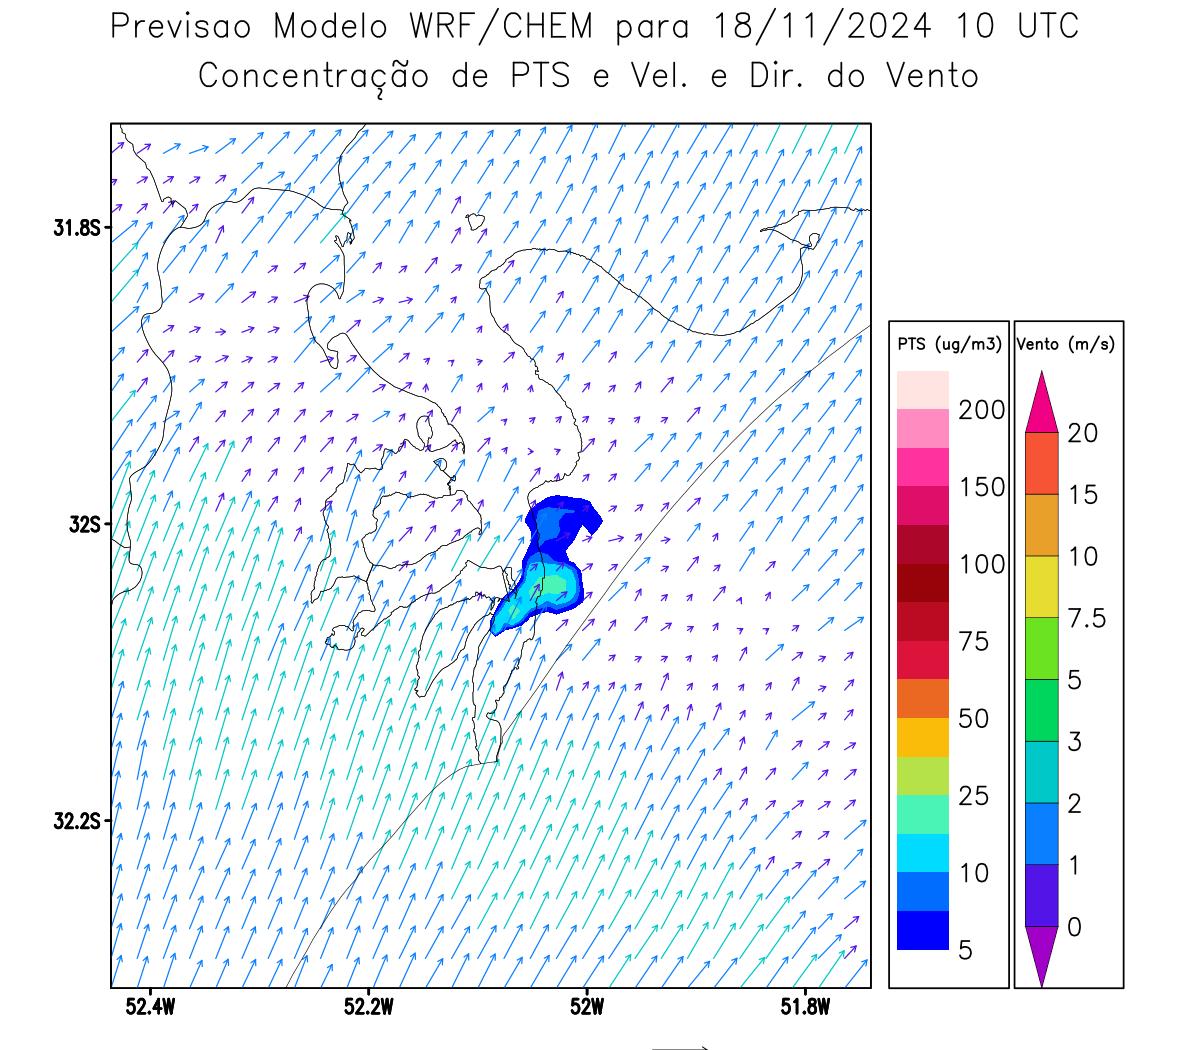 Previsao Modelo WRF/CHEM para 18/11/2024 10 UTC
Concentração de PTS e Vel. e Dir. do Vento
31.8S
32S
32.2S
52.4W
52.2W
52W
51.8W
PTS (ug/m3)
200
150
100
75
50
25
10
5
Vento (m/s)
20
15
10
7.5
5
3
2
1
0